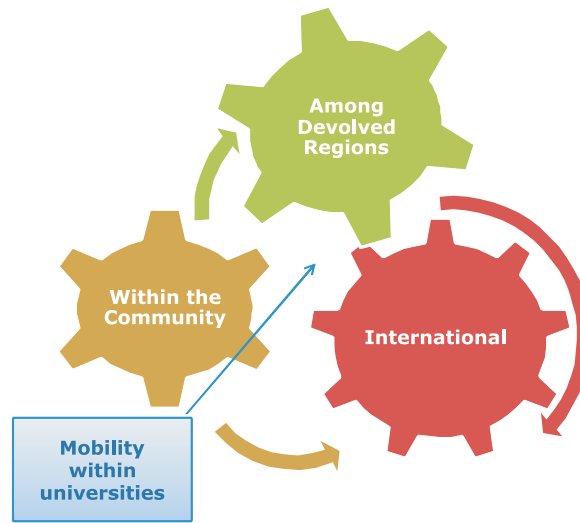 Among
Devolved
Regions
Within the
Community
International
Mobility
within
universities